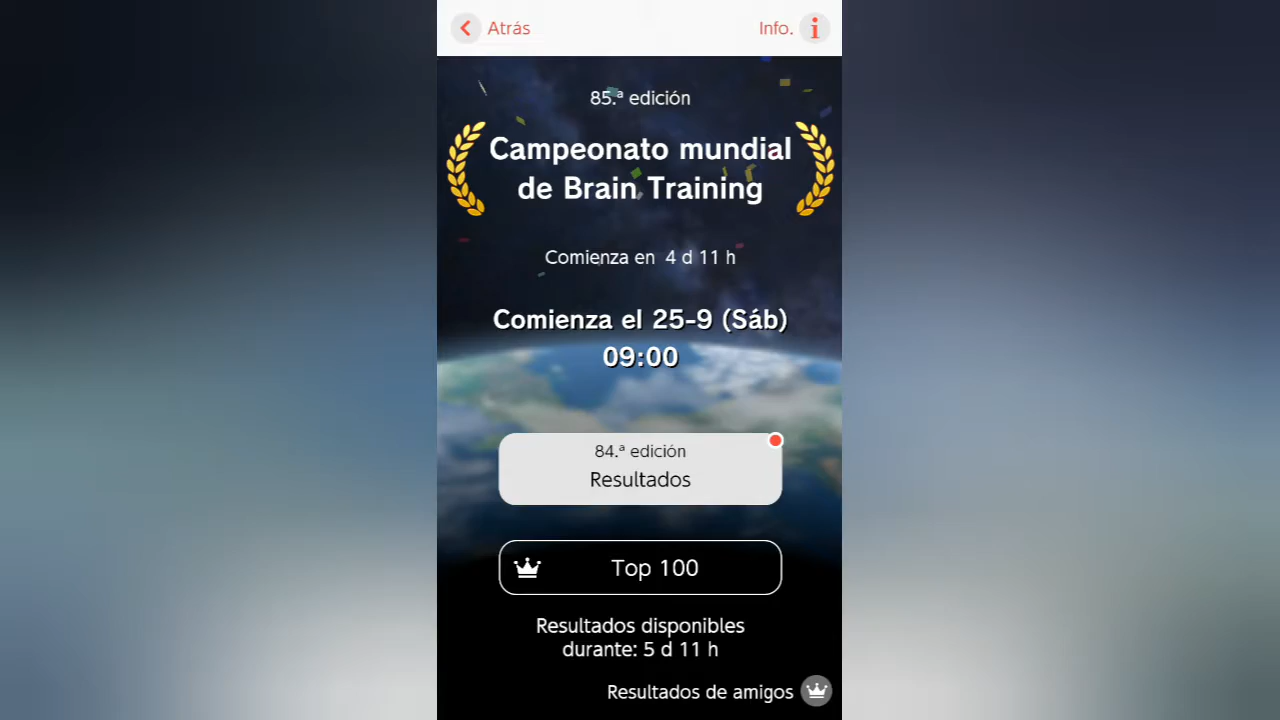 Atrás
Info.
85.ª edición
Campeonato mundial
de Brain Training
Comienza en 4 d 11 h
Comienza el 25-9 (Sáb)
09:00
84.ª edición
Resultados
Top 100
Resultados disponibles
durante: 5 d 11 h
Resultados de amigos